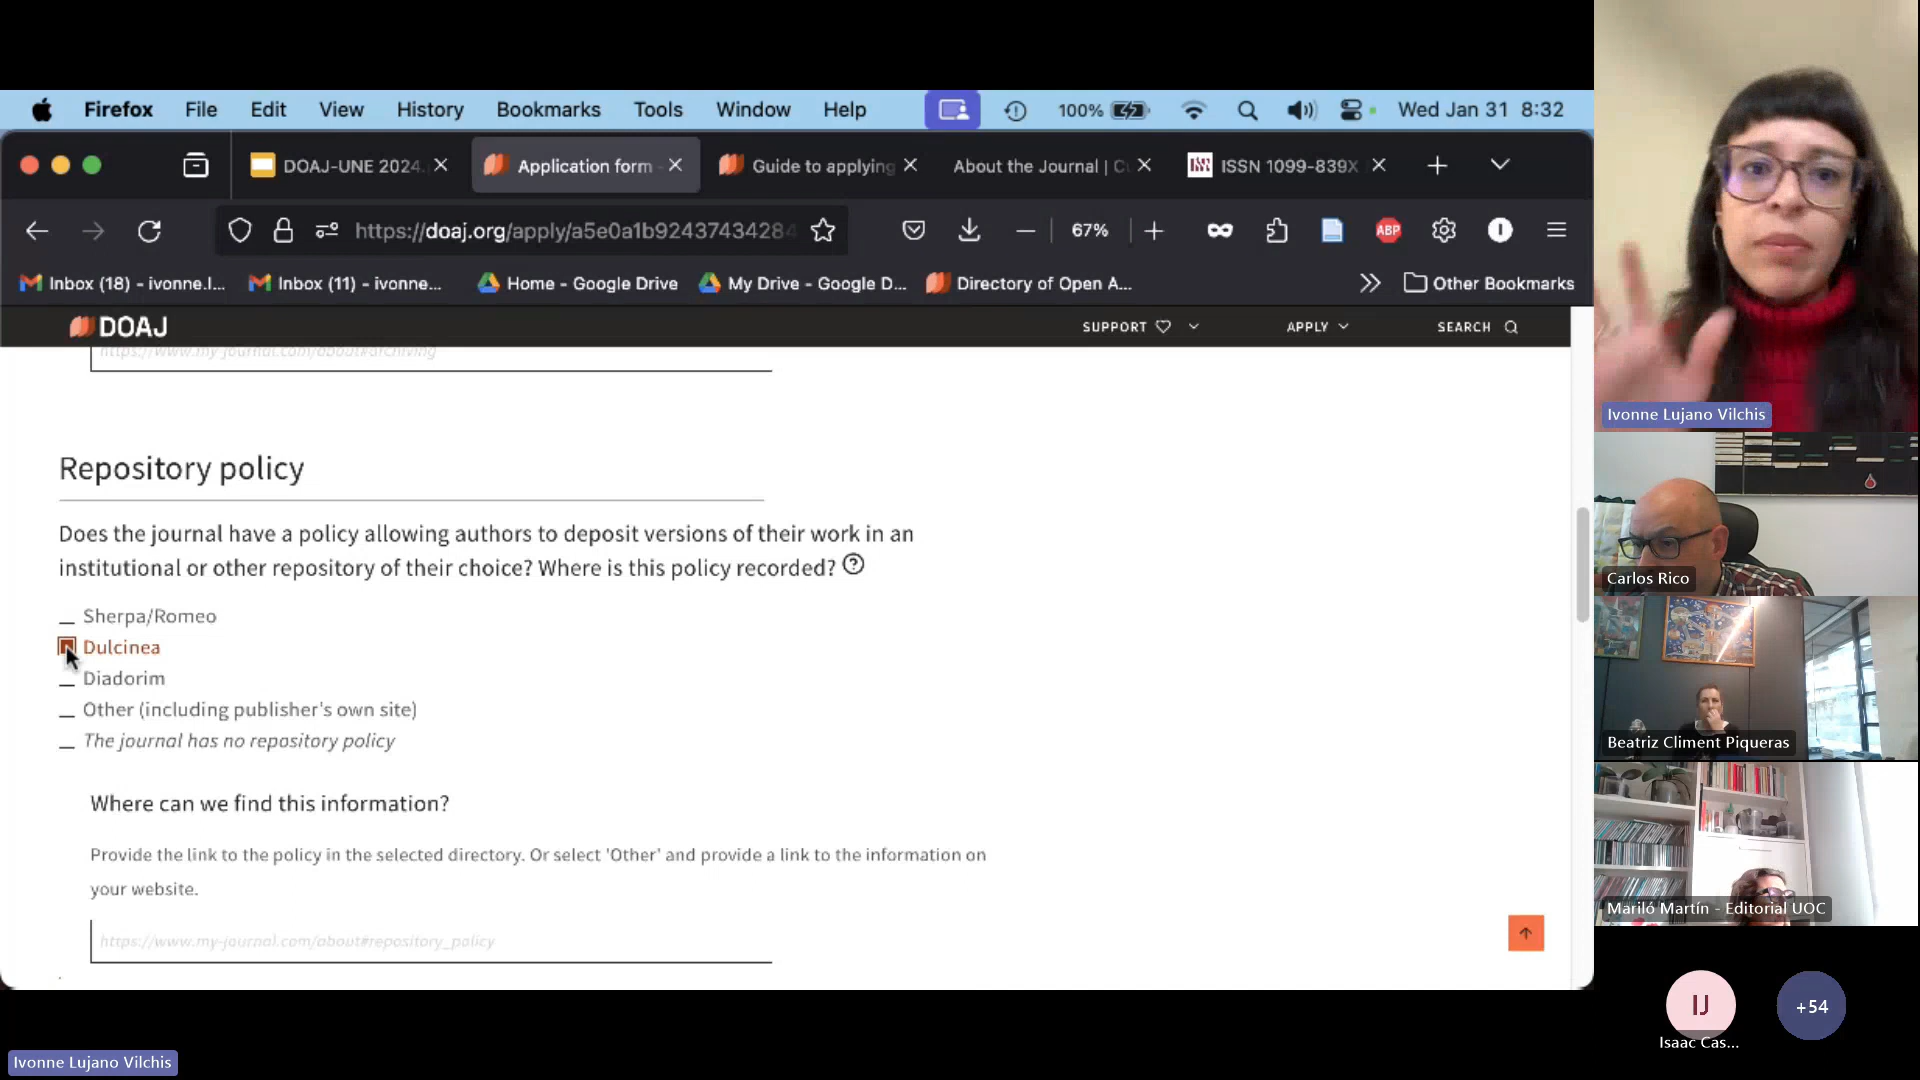 Firefox File Edit View History Bookmarks Tools Window Help 100% Wed Jan 31 8:32
DOAJ-UNE 2024. Application form - Guide to applying About the Journal | C ISSN 1099-839X
https://doaj.org/apply/a5e0a1b92437434284 67% ABP I
Inbox (18) - ivonne.l... Inbox (11) - ivonne... Home - Google Drive My Drive - Google D... Directory of Open A... Other Bookmarks
DOAJ SUPPORT APPLY SEARCH
https://www.my-journal.com/about#archiving
Repository policy
Does the journal have a policy allowing authors to deposit versions of their work in an
institutional or other repository of their choice? Where is this policy recorded? ?
Sherpa/Romeo
Dulcinea
Diadorim
Other (including publisher's own site)
The journal has no repository policy
Where can we find this information?
Provide the link to the policy in the selected directory. Or select 'Other' and provide a link to the information on
your website.
https://www.my-journal.com/about#repository_policy
Ivonne Lujano Vilchis
Carlos Rico
Beatriz Climent Piqueras
Mariló Martín - Editorial UOC
IJ +54
Isaac Cas...
Ivonne Lujano Vilchis